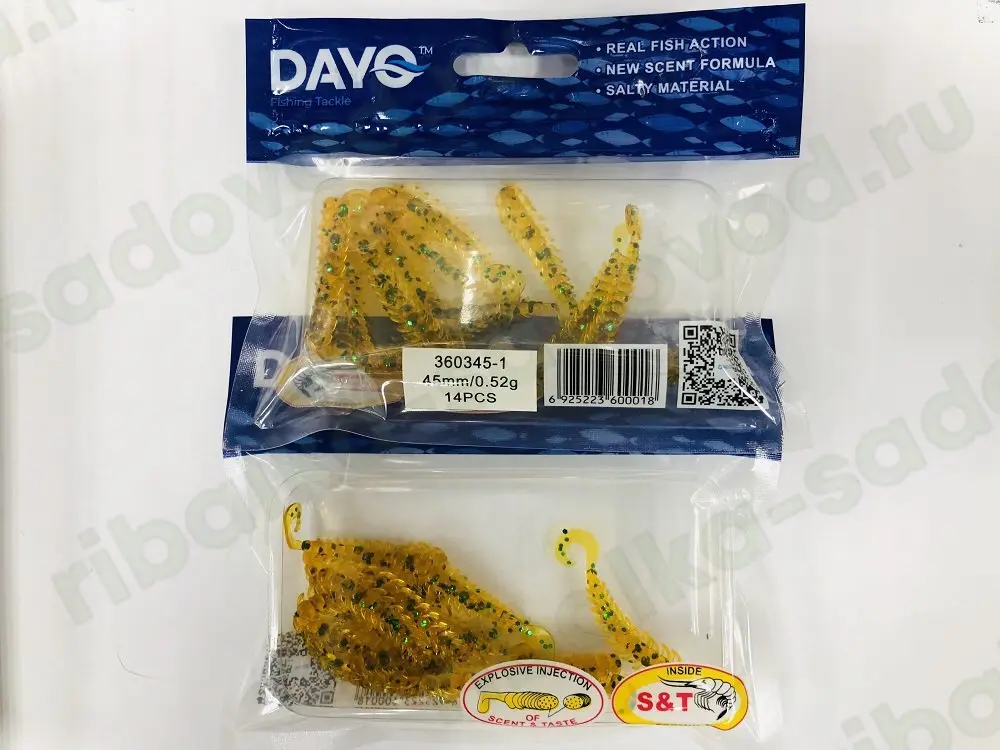 DAYO™
Fishing Tackle
• REAL FISH ACTION
• NEW SCENT FORMULA
• SALTY MATERIAL
D
360345-1
45mm/0.52g
14PCS
6 925223 600018
EXPLOSIVE INJECTION
OF
SCENT & TASTE
INSIDE
S&T